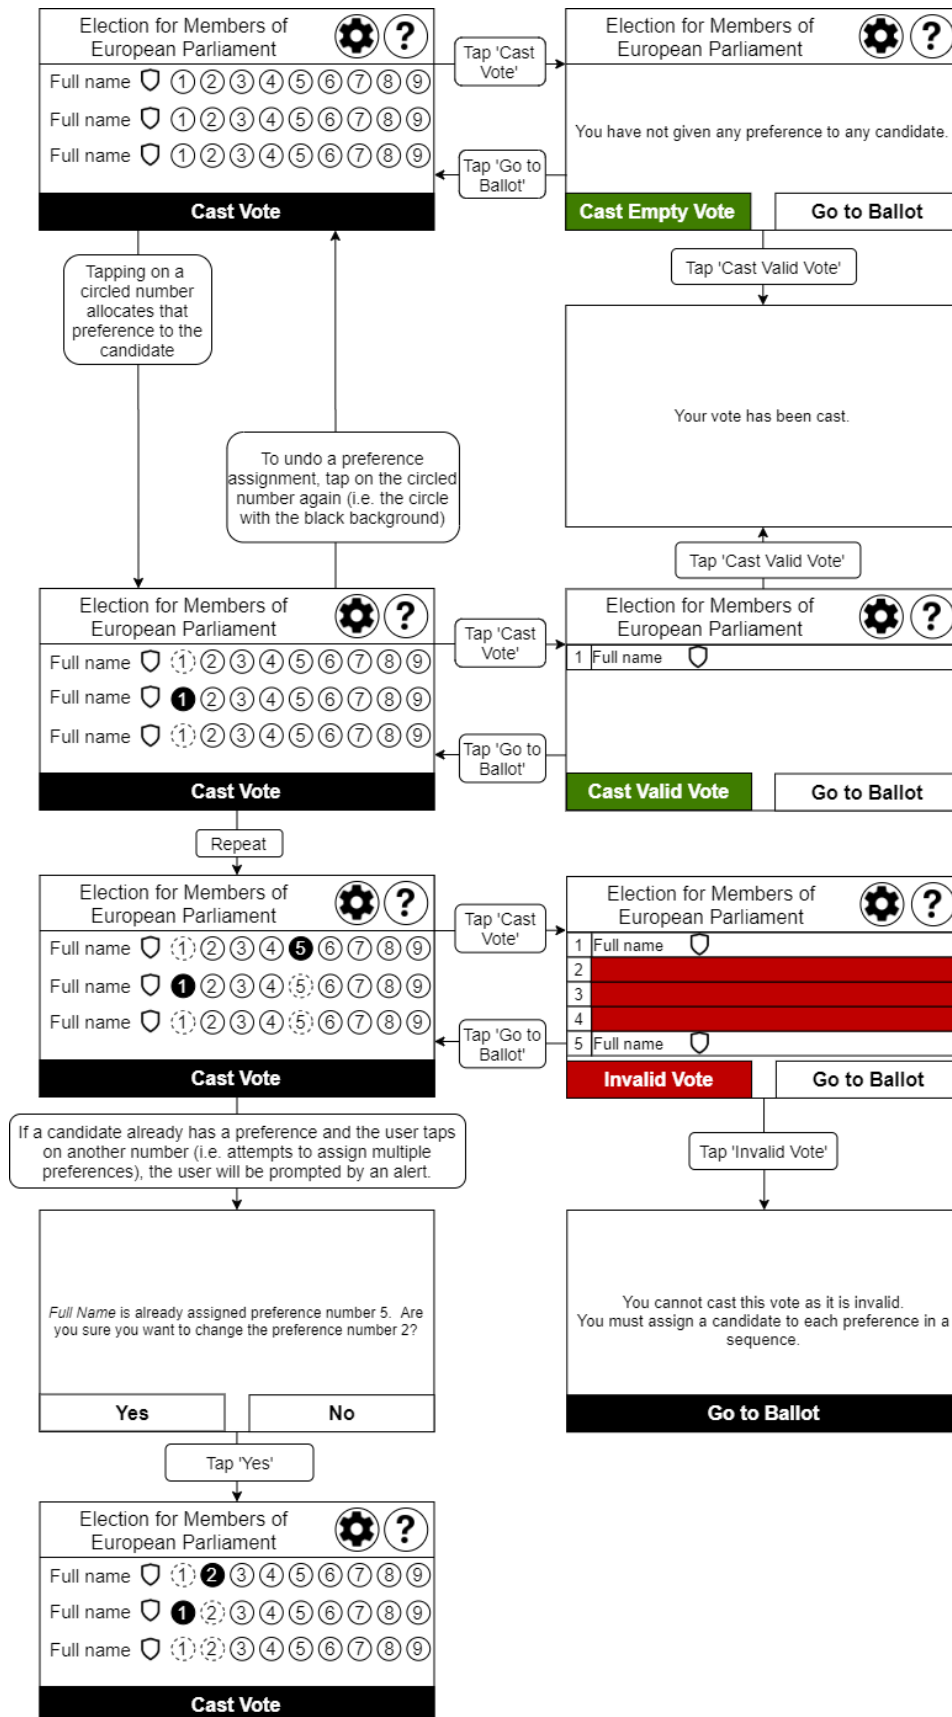 Election for Members of
European Parliament
?
Full name 1 2 3 4 5 6 7 8 9
Full name 1 2 3 4 5 6 7 8 9
Full name 1 2 3 4 5 6 7 8 9
Cast Vote
Tap 'Cast
Vote'
Tap 'Go to
Ballot'
Election for Members of
European Parliament
?
You have not given any preference to any candidate.
Cast Empty Vote
Go to Ballot
Tapping on a
circled number
allocates that
preference to the
candidate
Tap 'Cast Valid Vote'
Your vote has been cast.
To undo a preference
assignment, tap on the circled
number again (i.e. the circle
with the black background)
Tap 'Cast Valid Vote'
Election for Members of
European Parliament
?
Full name 1 2 3 4 5 6 7 8 9
Full name 1 2 3 4 5 6 7 8 9
Full name 1 2 3 4 5 6 7 8 9
Cast Vote
Tap 'Cast
Vote'
Tap 'Go to
Ballot'
Election for Members of
European Parliament
?
1 Full name
Cast Valid Vote
Go to Ballot
Repeat
Election for Members of
European Parliament
?
Full name 1 2 3 4 5 6 7 8 9
Full name 1 2 3 4 5 6 7 8 9
Full name 1 2 3 4 5 6 7 8 9
Cast Vote
Tap 'Cast
Vote'
Tap 'Go to
Ballot'
Election for Members of
European Parliament
?
1 Full name
2
3
4
5 Full name
Invalid Vote
Go to Ballot
If a candidate already has a preference and the user taps
on another number (i.e. attempts to assign multiple
preferences), the user will be prompted by an alert.
Tap 'Invalid Vote'
Full Name is already assigned preference number 5. Are
you sure you want to change the preference number 2?
Yes
No
You cannot cast this vote as it is invalid.
You must assign a candidate to each preference in a
sequence.
Go to Ballot
Tap 'Yes'
Election for Members of
European Parliament
?
Full name 1 2 3 4 5 6 7 8 9
Full name 1 2 3 4 5 6 7 8 9
Full name 1 2 3 4 5 6 7 8 9
Cast Vote